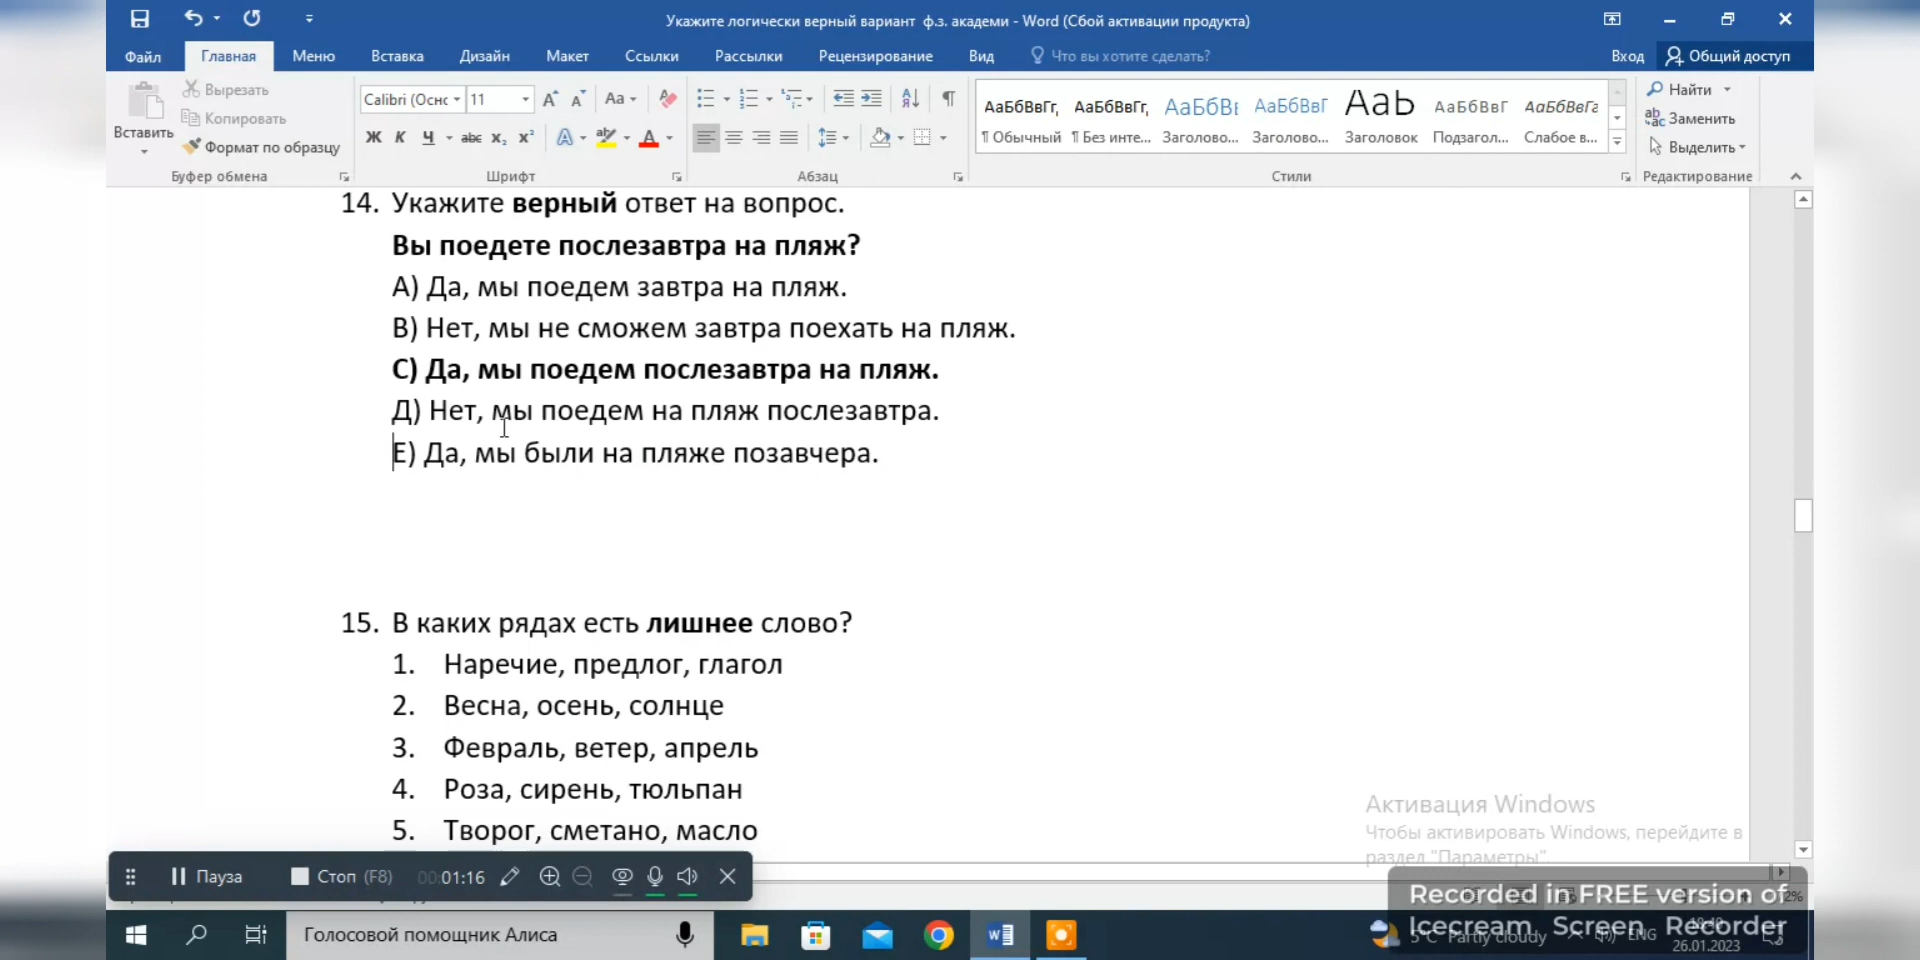 Укажите логически верный вариант ф.з. академи - Word (Сбой активации продукта)
Файл Главная Меню Вставка Дизайн Макет Ссылки Рассылки Рецензирование Вид Что вы хотите сделать? Вход Общий доступ
Вставить
Вырезать
Копировать
Формат по образцу
Буфер обмена
Calibri (Оснс 11
Шрифт
Абзац
АаБбВвГг, АаБбВвГг, АаБбВı АаБбВвГ АаЬ АаБбВвГ АаБбВвГа
¶ Обычный ¶ Без инте... Заголово... Заголово... Заголовок Подзагол... Слабое в...
Стили
Найти
Заменить
Выделить
Редактирование
14. Укажите верный ответ на вопрос.
Вы поедете послезавтра на пляж?
А) Да, мы поедем завтра на пляж.
В) Нет, мы не сможем завтра поехать на пляж.
С) Да, мы поедем послезавтра на пляж.
Д) Нет, мы поедем на пляж послезавтра.
Е) Да, мы были на пляже позавчера.
15. В каких рядах есть лишнее слово?
1. Наречие, предлог, глагол
2. Весна, осень, солнце
3. Февраль, ветер, апрель
4. Роза, сирень, тюльпан
5. Творог, сметано, масло
Активация Windows
Чтобы активировать Windows, перейдите в
раздел "Параметры".
Пауза Стоп (F8) 00:01:16
Recorded in FREE version of
Icecream Screen Recorder
Голосовой помощник Алиса
5°C Partly cloudy ENG
26.01.2023